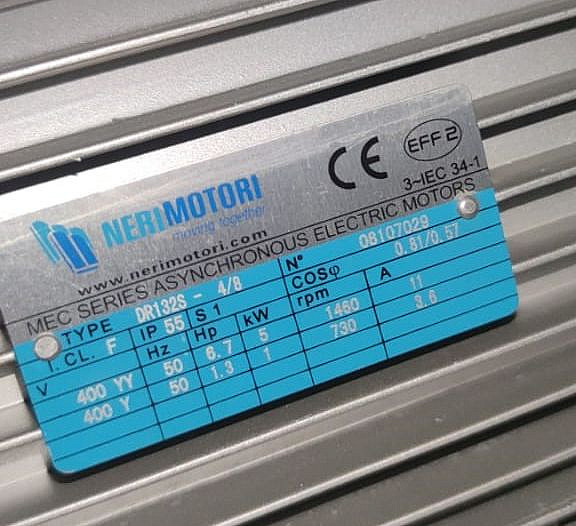 NERIMOTORI
moving together
www.nerimotori.com
CE
EFF 2
3~IEC 34-1
MEC SERIES ASYNCHRONOUS ELECTRIC MOTORS
TYPE DR132S - 4/8 N° 08107029
I.CL. F IP 55 S1 COSφ 0.81/0.57
V Hz Hp kW rpm A
400 YY 50 6.7 5 1460 11
400 Y 50 1.3 1 730 3.6